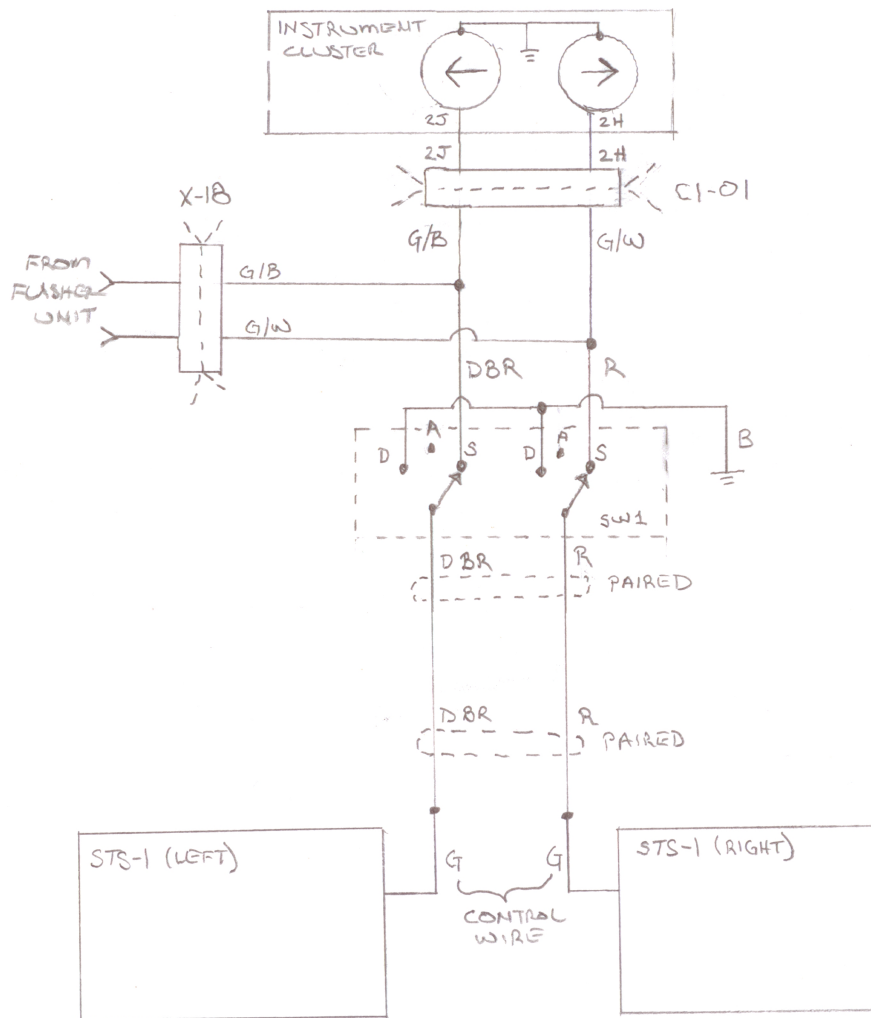 INSTRUMENT
CLUSTER
2J
2H
2J
2H
C1-01
X-18
G/B
G/W
FROM
FLASHER
UNIT
G/B
G/W
DBR
R
B
D
A
S
D
A
S
SW1
DBR
R
PAIRED
DBR
R
PAIRED
STS-1 (LEFT)
STS-1 (RIGHT)
G
G
CONTROL
WIRE